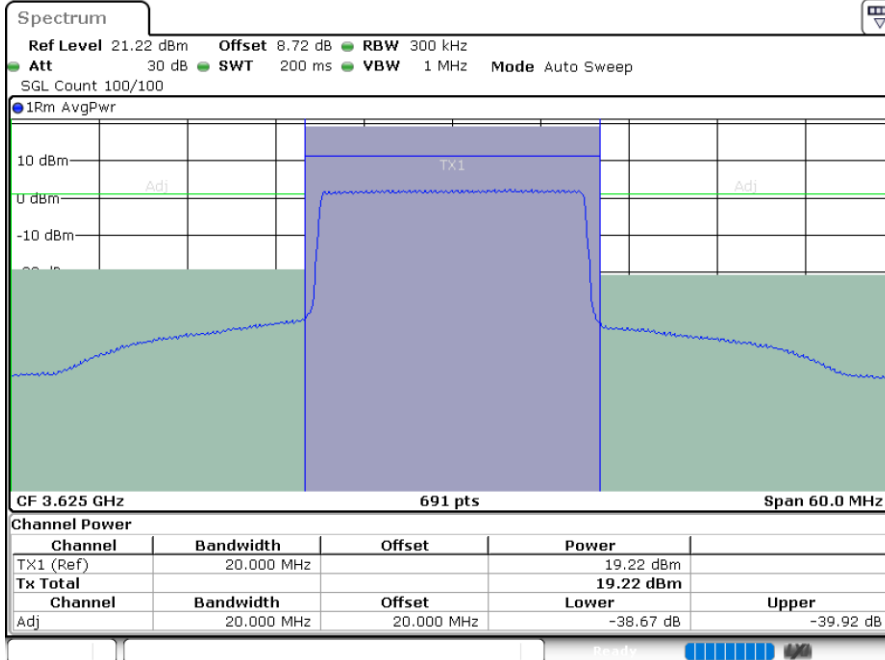 Spectrum
Ref Level 21.22 dBm Offset 8.72 dB RBW 300 kHz
Att 30 dB SWT 200 ms VBW 1 MHz Mode Auto Sweep
SGL Count 100/100
1Rm AvgPwr
10 dBm
TX1
Adj Adj
0 dBm
-10 dBm
CF 3.625 GHz 691 pts Span 60.0 MHz
Channel Power
Channel Bandwidth Offset Power
TX1 (Ref) 20.000 MHz 19.22 dBm
Tx Total 19.22 dBm
Channel Bandwidth Offset Lower Upper
Adj 20.000 MHz 20.000 MHz -38.67 dB -39.92 dB
Ready